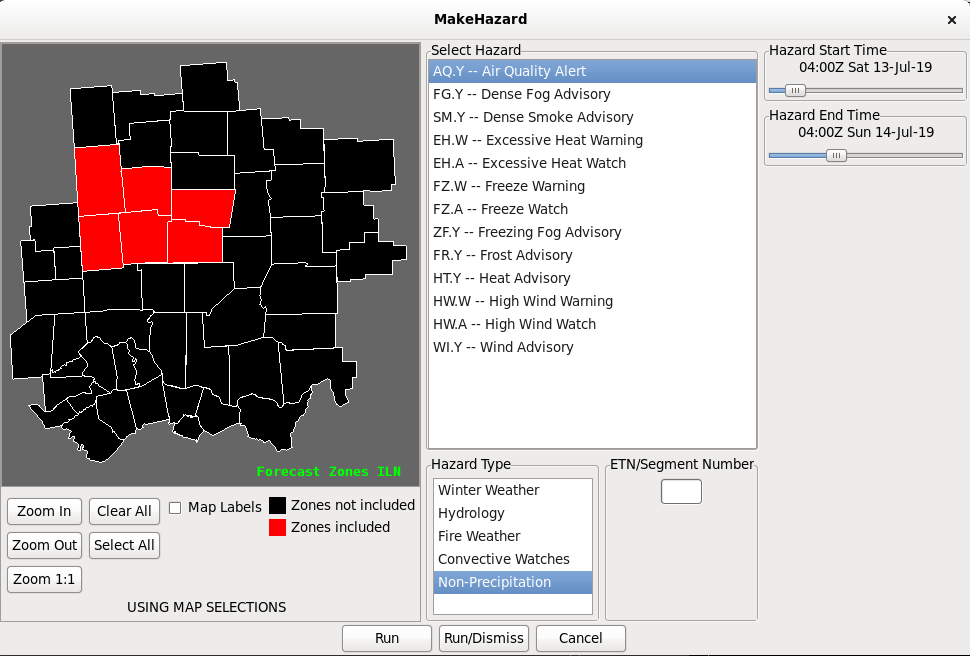 MakeHazard
Select Hazard
AQ.Y -- Air Quality Alert
FG.Y -- Dense Fog Advisory
SM.Y -- Dense Smoke Advisory
EH.W -- Excessive Heat Warning
EH.A -- Excessive Heat Watch
FZ.W -- Freeze Warning
FZ.A -- Freeze Watch
ZF.Y -- Freezing Fog Advisory
FR.Y -- Frost Advisory
HT.Y -- Heat Advisory
HW.W -- High Wind Warning
HW.A -- High Wind Watch
WI.Y -- Wind Advisory
Hazard Start Time
04:00Z Sat 13-Jul-19
Hazard End Time
04:00Z Sun 14-Jul-19
Forecast Zones ILN
Zoom In
Clear All
Map Labels
Zones not included
Zones included
Zoom Out
Select All
Zoom 1:1
USING MAP SELECTIONS
Hazard Type
Winter Weather
Hydrology
Fire Weather
Convective Watches
Non-Precipitation
ETN/Segment Number
Run
Run/Dismiss
Cancel